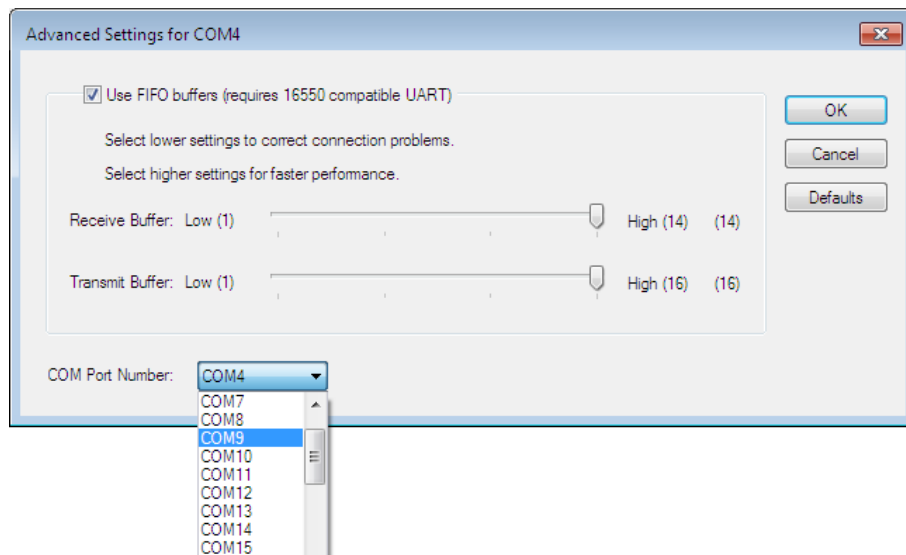 Advanced Settings for COM4
Use FIFO buffers (requires 16550 compatible UART)
OK
Select lower settings to correct connection problems.
Cancel
Select higher settings for faster performance.
Defaults
Receive Buffer: Low (1) High (14) (14)
Transmit Buffer: Low (1) High (16) (16)
COM Port Number: COM4
COM7
COM8
COM9
COM10
COM11
COM12
COM13
COM14
COM15